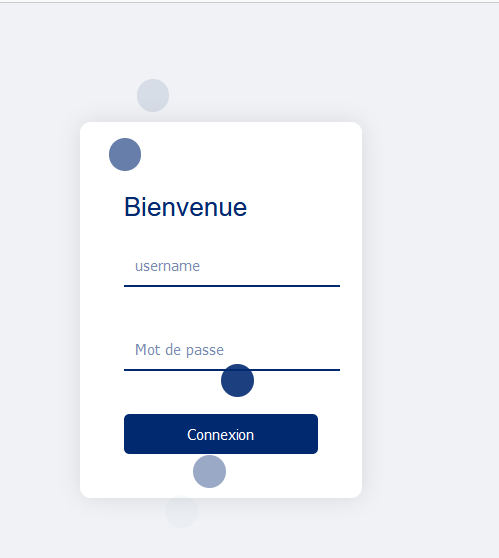 Bienvenue
username
Mot de passe
Connexion